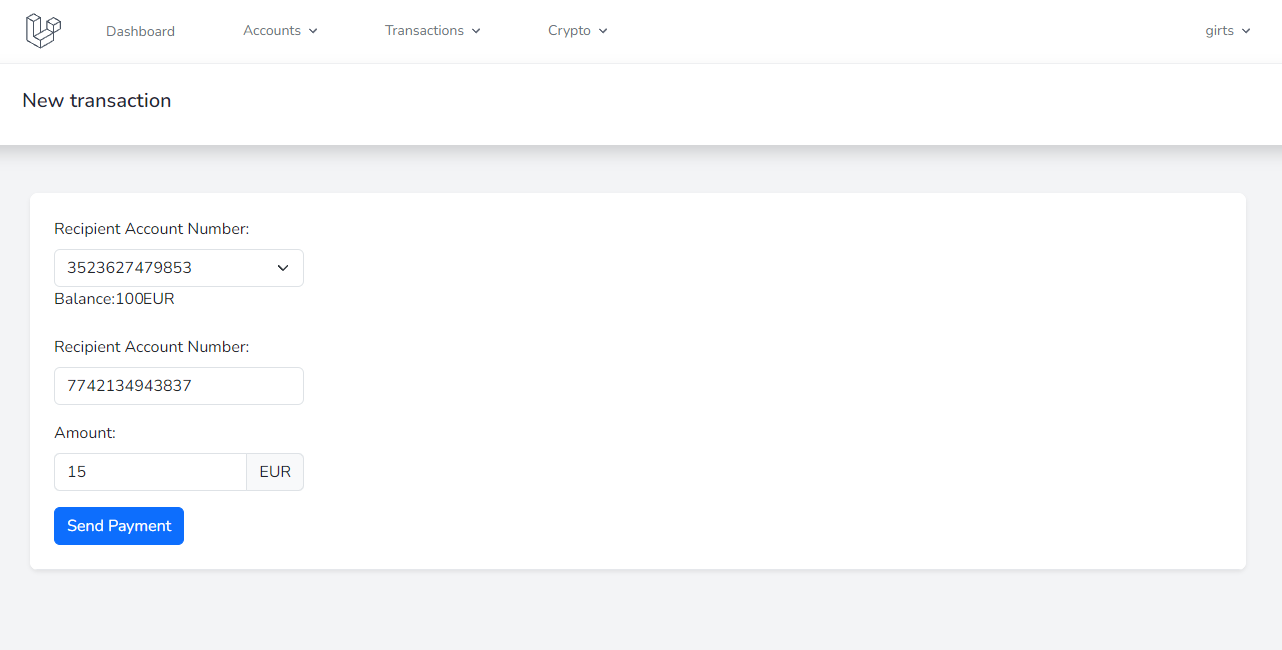 Dashboard Accounts Transactions Crypto girts
New transaction
Recipient Account Number:
3523627479853
Balance:100EUR
Recipient Account Number:
7742134943837
Amount:
15 EUR
Send Payment